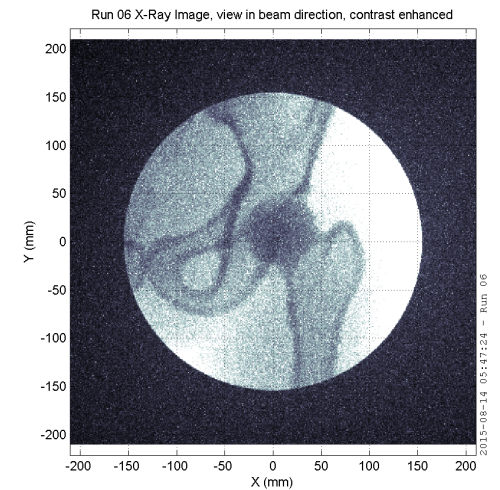 Run 06 X-Ray Image, view in beam direction, contrast enhanced
200
150
100
50
0
-50
-100
-150
-200
Y (mm)
-200 -150 -100 -50 0 50 100 150 200
X (mm)
2015-08-14 05:47:24 - Run 06